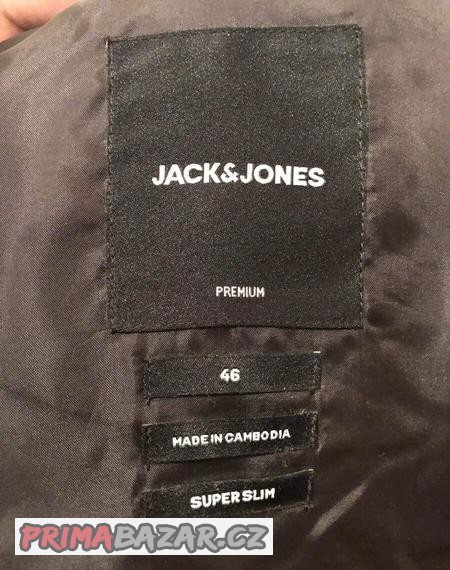 JACK&JONES
PREMIUM
46
MADE IN CAMBODIA
SUPER SLIM
PRIMABAZAR.CZ